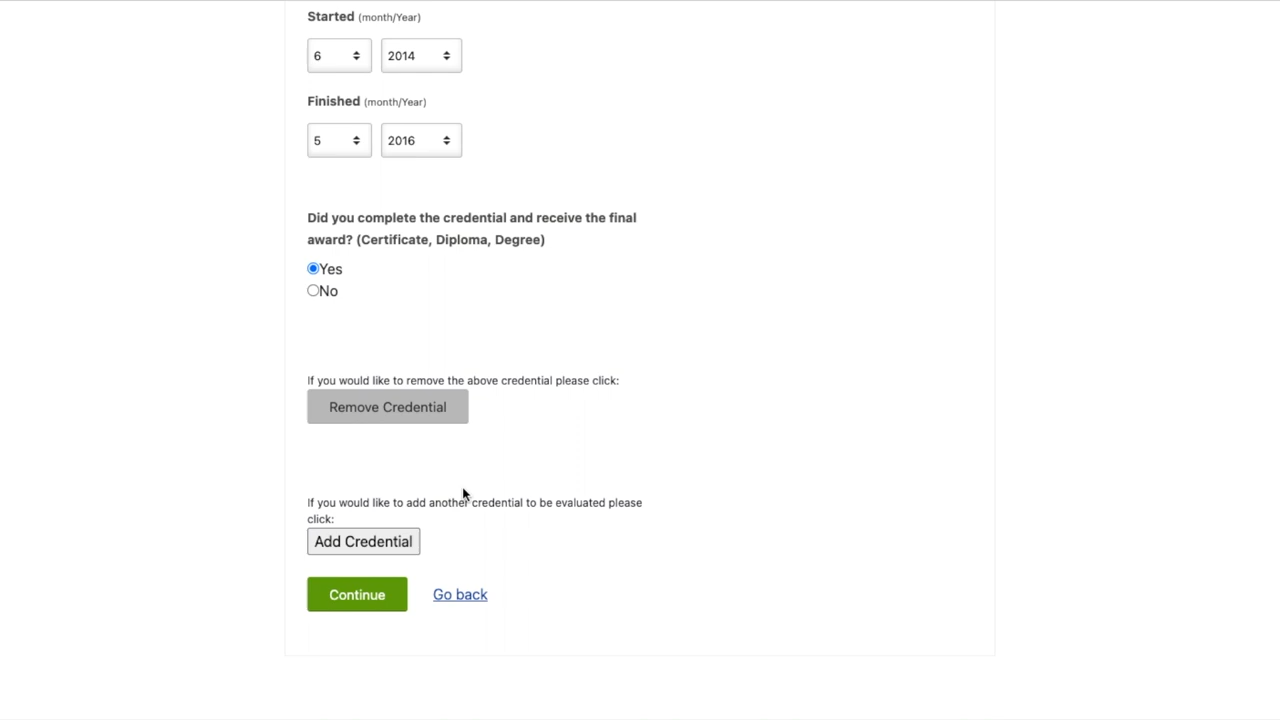 Started (month/Year)
6 2014
Finished (month/Year)
5 2016
Did you complete the credential and receive the final
award? (Certificate, Diploma, Degree)
Yes
No
If you would like to remove the above credential please click:
Remove Credential
If you would like to add another credential to be evaluated please
click:
Add Credential
Continue Go back